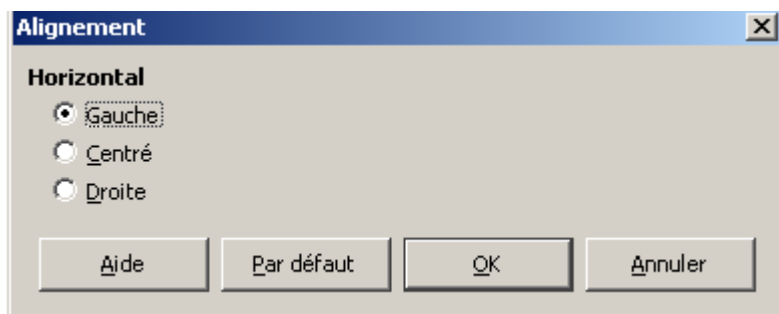 Alignement
Horizontal
Gauche
Centré
Droite
Aide Par défaut OK Annuler